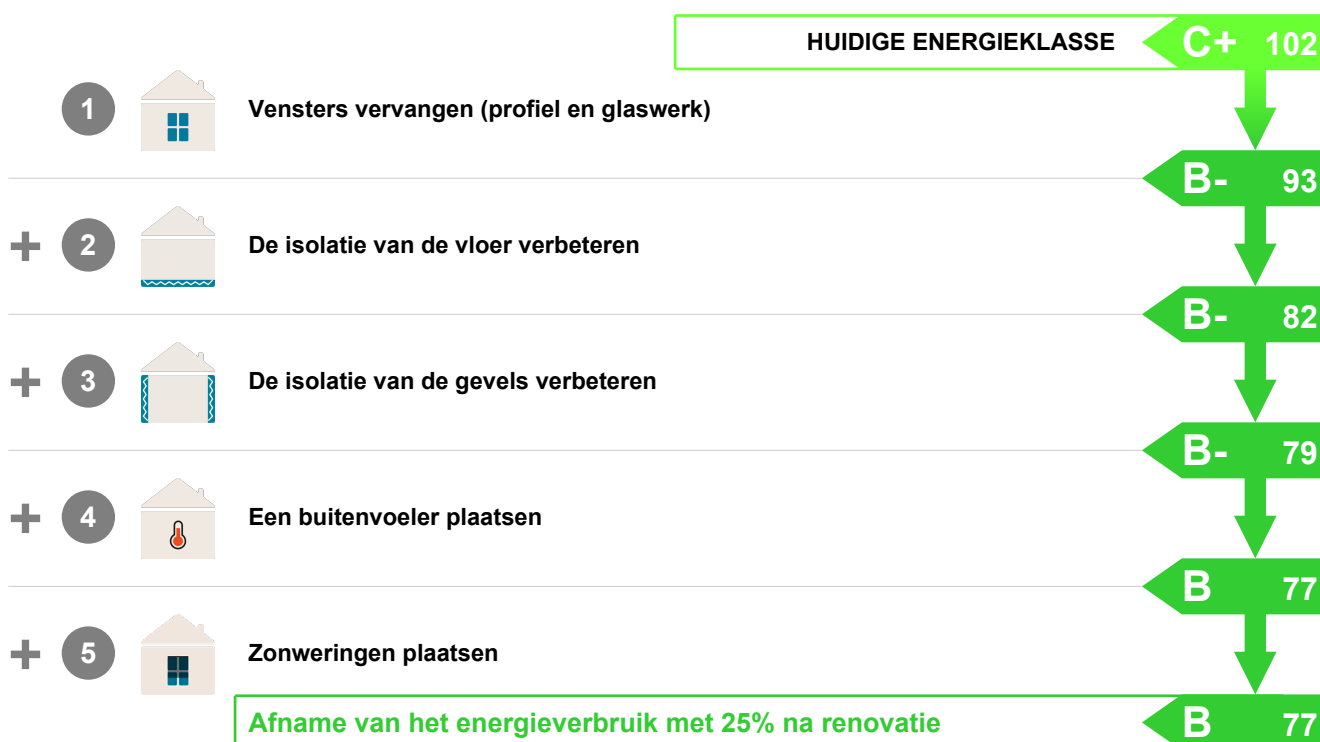 HUIDIGE ENERGIEKLASSE C+ 102
1 Vensters vervangen (profiel en glaswerk)
B- 93
+ 2 De isolatie van de vloer verbeteren
B- 82
+ 3 De isolatie van de gevels verbeteren
B- 79
+ 4 Een buitenvoeler plaatsen
B 77
+ 5 Zonweringen plaatsen
Afname van het energieverbruik met 25% na renovatie B 77